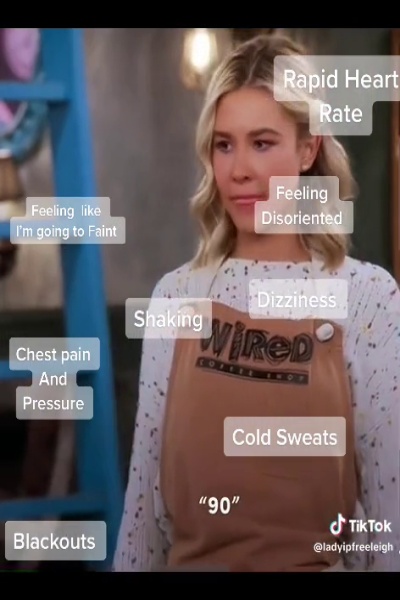 Rapid Heart
Rate
Feeling
Disoriented
Feeling like
I'm going to Faint
Dizziness
Shaking
WiReD
COFFEE SHOP
Chest pain
And
Pressure
Cold Sweats
"90"
Blackouts
TikTok
@ladyipfreeleigh